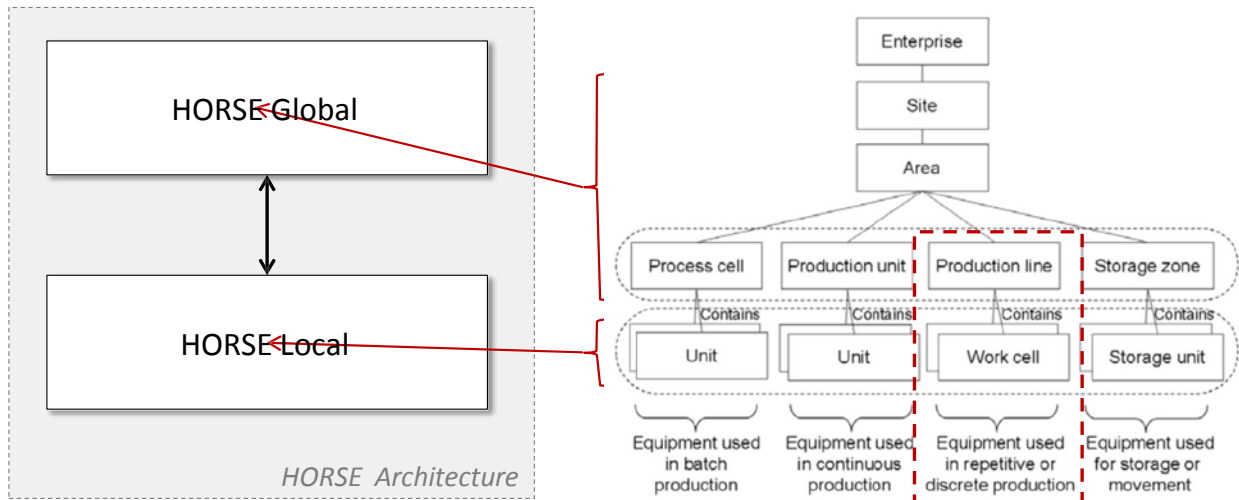 HORSE Global
HORSE Local
HORSE Architecture
Enterprise
Site
Area
Process cell
Production unit
Production line
Storage zone
Contains
Contains
Contains
Contains
Unit
Unit
Work cell
Storage unit
Equipment used
in batch
production
Equipment used
in continuous
production
Equipment used
in repetitive or
discrete production
Equipment used
for storage or
movement